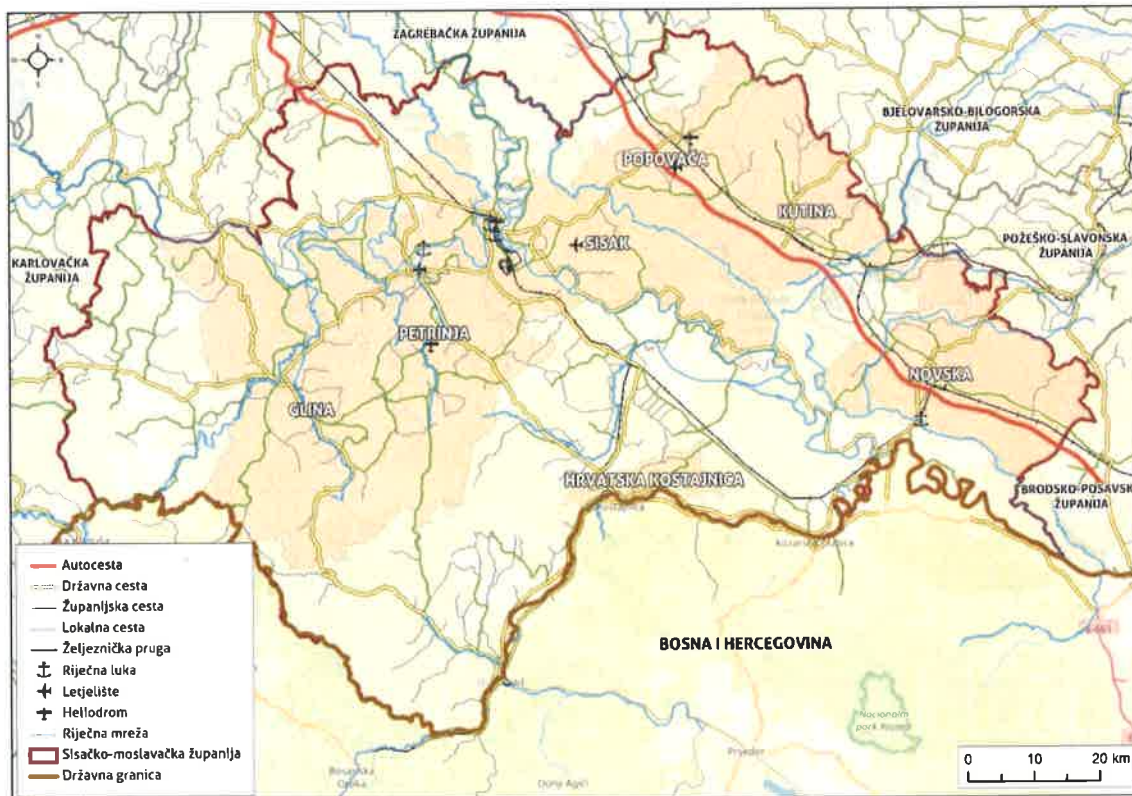 ZAGREBAČKA ŽUPANIJA
BJELOVARSKO-BJLOGORSKA
ŽUPANIJA
POPOVAČA
KUTINA
POŽEŠKO-SLAVONSKA
ŽUPANIJA
KARLOVAČKA
ŽUPANIJA
SISAK
PETRINJA
NOVSKA
GLINA
HRVATSKA KOSTAJNICA
BRODSKO-POSAVSK
ŽUPANIJA
Autocesta
Državna cesta
Županijska cesta
Lokalna cesta
Željeznička pruga
Riječna luka
Letjelište
Heliodrom
Riječna mreža
Sisačko-moslavačka županija
Državna granica
BOSNA I HERCEGOVINA
Nacionalni
park Kozara
Prijedor
0 10 20 km